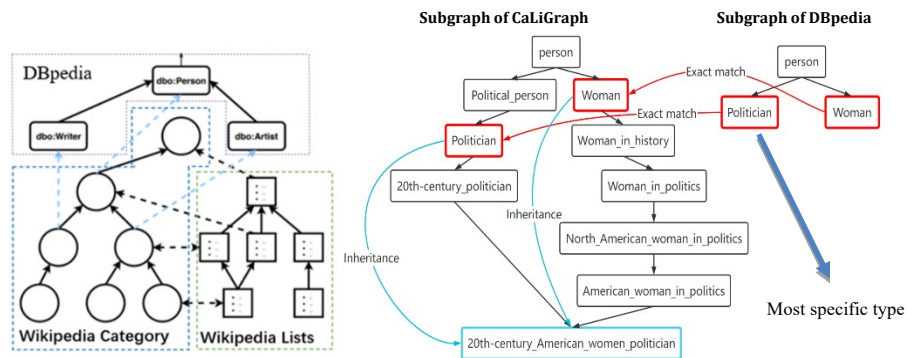 DBpedia
dbo:Person
dbo:Writer
dbo:Artist
Wikipedia Category
Wikipedia Lists
Subgraph of CaLiGraph
person
Political_person
Woman
Politician
Woman_in_history
20th-century_politician
Woman_in_politics
North_American_woman_in_politics
American_woman_in_politics
20th-century_American_women_politician
Inheritance
Inheritance
Exact match
Exact match
Subgraph of DBpedia
person
Politician
Woman
Most specific type